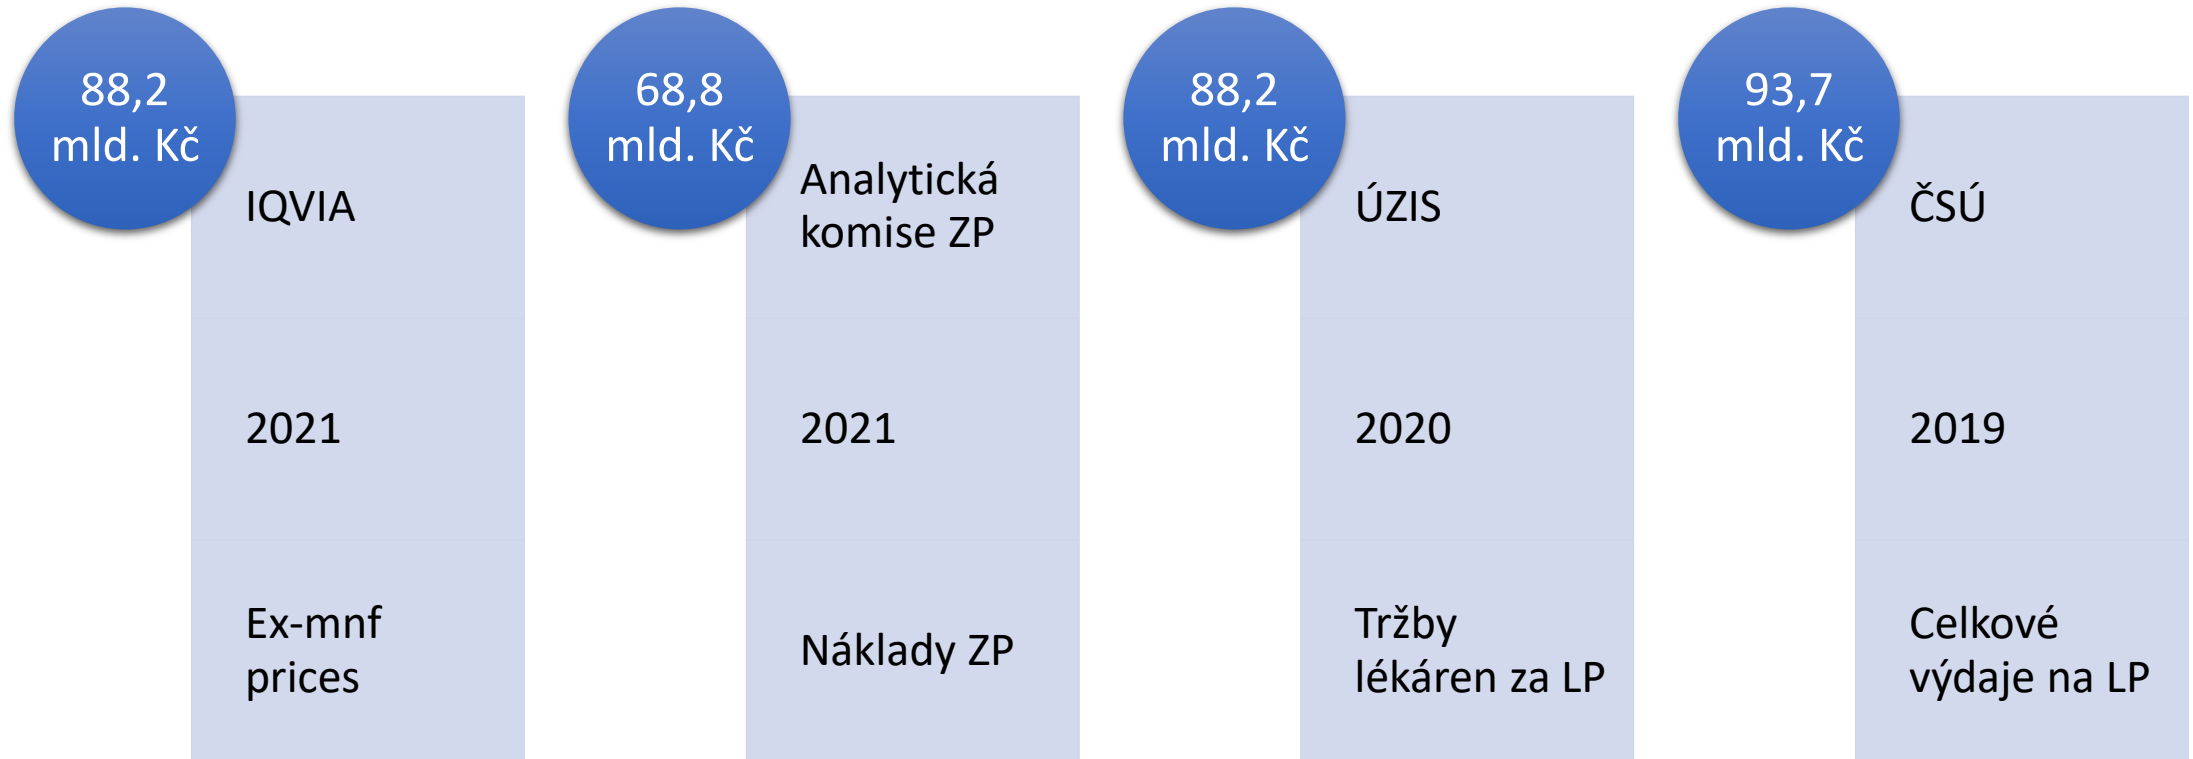 88,2
mld. Kč
IQVIA
2021
Ex-mnf
prices
68,8
mld. Kč
Analytická
komise ZP
2021
Náklady ZP
88,2
mld. Kč
ÚZIS
2020
Tržby
lékáren za LP
93,7
mld. Kč
ČSÚ
2019
Celkové
výdaje na LP